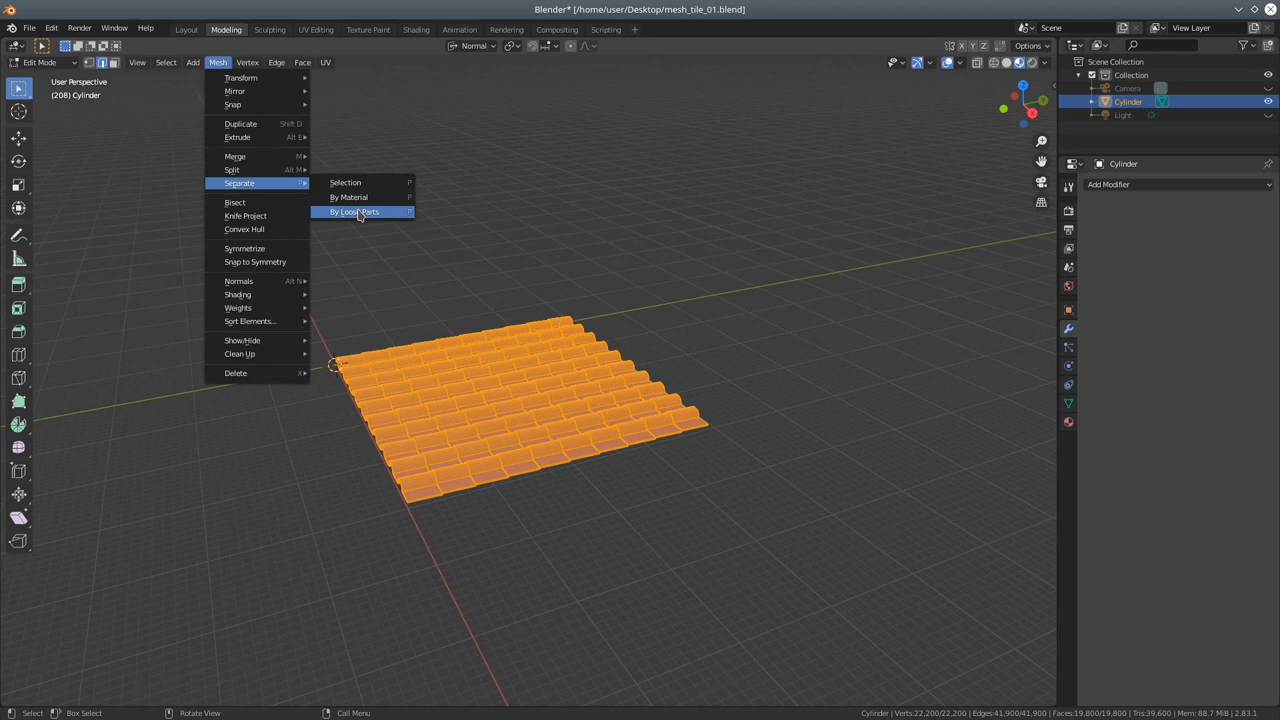 Blender* [/home/user/Desktop/mesh_tile_01.blend]
File Edit Render Window Help Layout Modeling Sculpting UV Editing Texture Paint Shading Animation Rendering Compositing Scripting + Scene View Layer
Normal X Y Z Options
Edit Mode View Select Add Mesh Vertex Edge Face UV
User Perspective
(208) Cylinder
Transform
Mirror
Snap
Duplicate Shift D
Extrude Alt E
Merge M
Split Alt M
Separate P
Bisect
Knife Project
Convex Hull
Symmetrize
Snap to Symmetry
Normals Alt N
Shading
Weights
Sort Elements...
Show/Hide
Clean Up
Delete X
Selection P
By Material P
By Loose Parts P
Z
Y
X
Scene Collection
Collection
Camera
Cylinder
Light
Cylinder
Add Modifier
Select Box Select Rotate View Call Menu
Cylinder | Verts:22,200/22,200 | Edges:41,900/41,900 | Faces:19,800/19,800 | Tris:39,600 | Mem: 88.7 MiB | 2.83.1